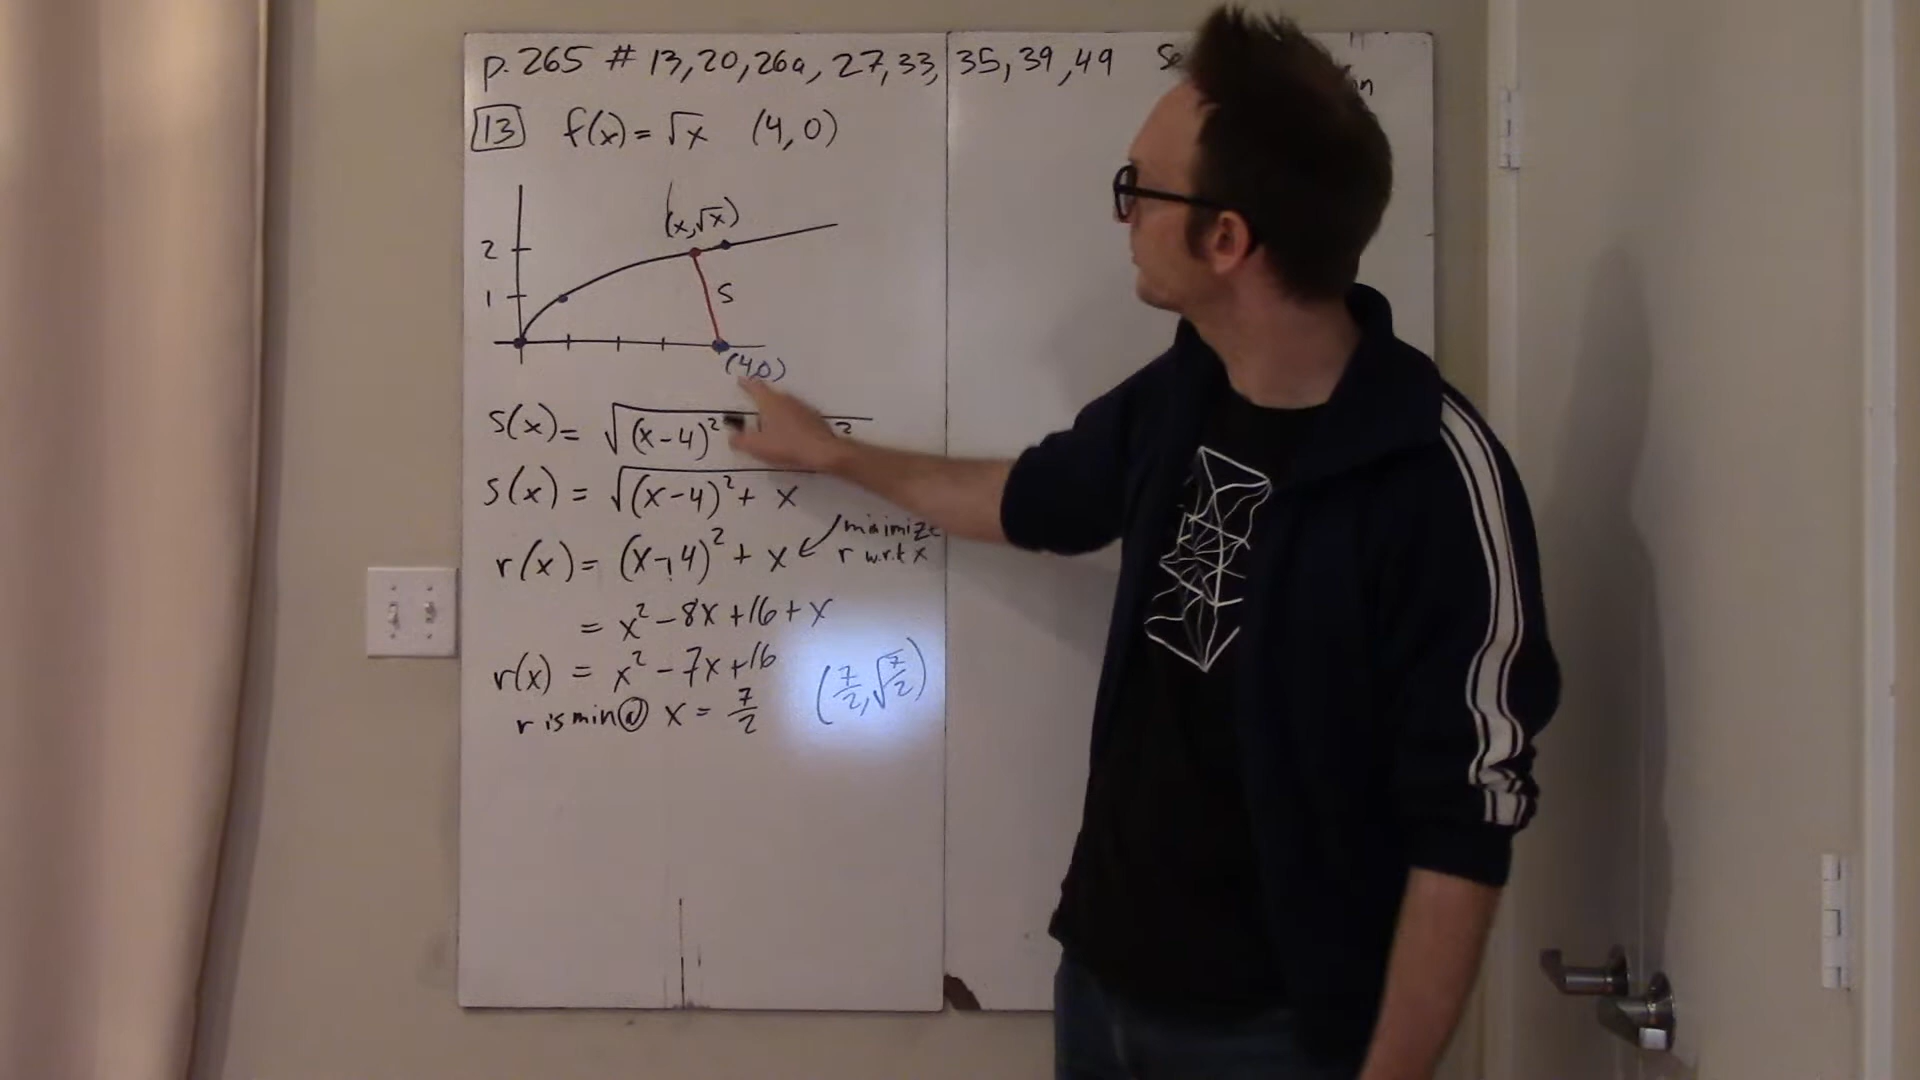 p. 265 # 13, 20, 26a, 27, 33, 35, 39, 49
13 f(x) = √x (4, 0)
(x, √x)
2
1
S
(4,0)
s(x) = √(x-4)²
s(x) = √(x-4)² + x
r(x) = (x-4)² + x minimize
r w.r.t x
= x² - 8x + 16 + x
r(x) = x² - 7x + 16
r is min @ x = 7/2 (7/2, √7/2)